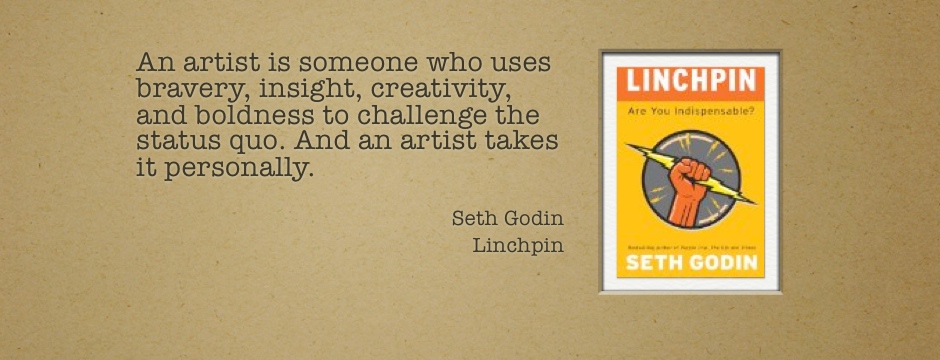 An artist is someone who uses
bravery, insight, creativity,
and boldness to challenge the
status quo. And an artist takes
it personally.
Seth Godin
Linchpin
LINCHPIN
Are You Indispensable?
SETH GODIN